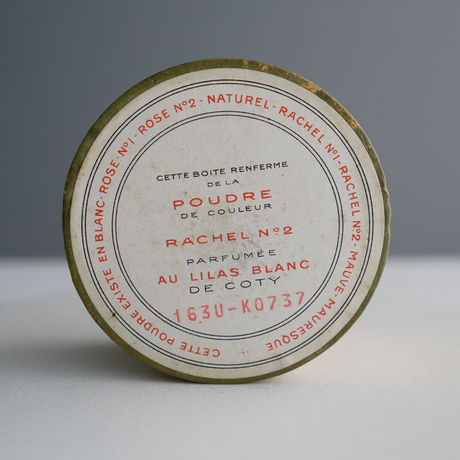 CETTE POUDRE EXISTE EN BLANC-ROSE-Nº1-ROSE Nº2-NATUREL-RACHEL Nº1-RACHEL Nº2-MAUVE-MAURESQUE
CETTE BOITE RENFERME
DE LA
POUDRE
DE COULEUR
RACHEL Nº2
PARFUMÉE
AU LILAS BLANC
DE COTY
163U-K0737